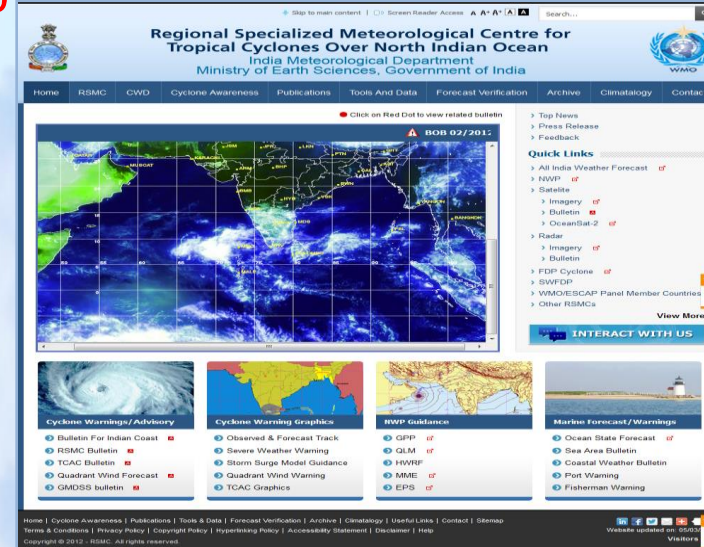 Skip to main content | Screen Reader Access A A+ A+ A A
Search...
Regional Specialized Meteorological Centre for
Tropical Cyclones Over North Indian Ocean
India Meteorological Department
Ministry of Earth Sciences, Government of India
WMO
Home RSMC CWD Cyclone Awareness Publications Tools And Data Forecast Verification Archive Climatalogy Contac
Click on Red Dot to view related bulletin
BOB 02/201
MUSCAT
KARACHI
Top News
Press Release
Feedback
Quick Links
All India Weather Forecast
NWP
Satelite
Imagery
Bulletin
OceanSat-2
Radar
Imagery
Bulletin
FDP Cyclone
SWFDP
WMO/ESCAP Panel Member Countries
Other RSMCs
View More
INTERACT WITH US
Cyclone Warnings/Advisory
Bulletin For Indian Coast
RSMC Bulletin
TCAC Bulletin
Quadrant Wind Forecast
GMDSS bulletin
Cyclone Warning Graphics
Observed & Forecast Track
Severe Weather Warning
Storm Surge Model Guidance
Quadrant Wind Warning
TCAC Graphics
NWP Guidance
GPP
QLM
HWRF
MME
EPS
Marine Forecast/Warnings
Ocean State Forecast
Sea Area Bulletin
Coastal Weather Bulletin
Port Warning
Fisherman Warning
Home | Cyclone Awareness | Publications | Tools & Data | Forecast Verification | Archive | Climatalogy | Useful Links | Contact | Sitemap
Terms & Conditions | Privacy Policy | Copyright Policy | Hyperlinking Policy | Accessibility Statement | Disclaimer | Help
Copyright © 2012 - RSMC. All rights reserved.
Website updated on: 05/03/
Visitors